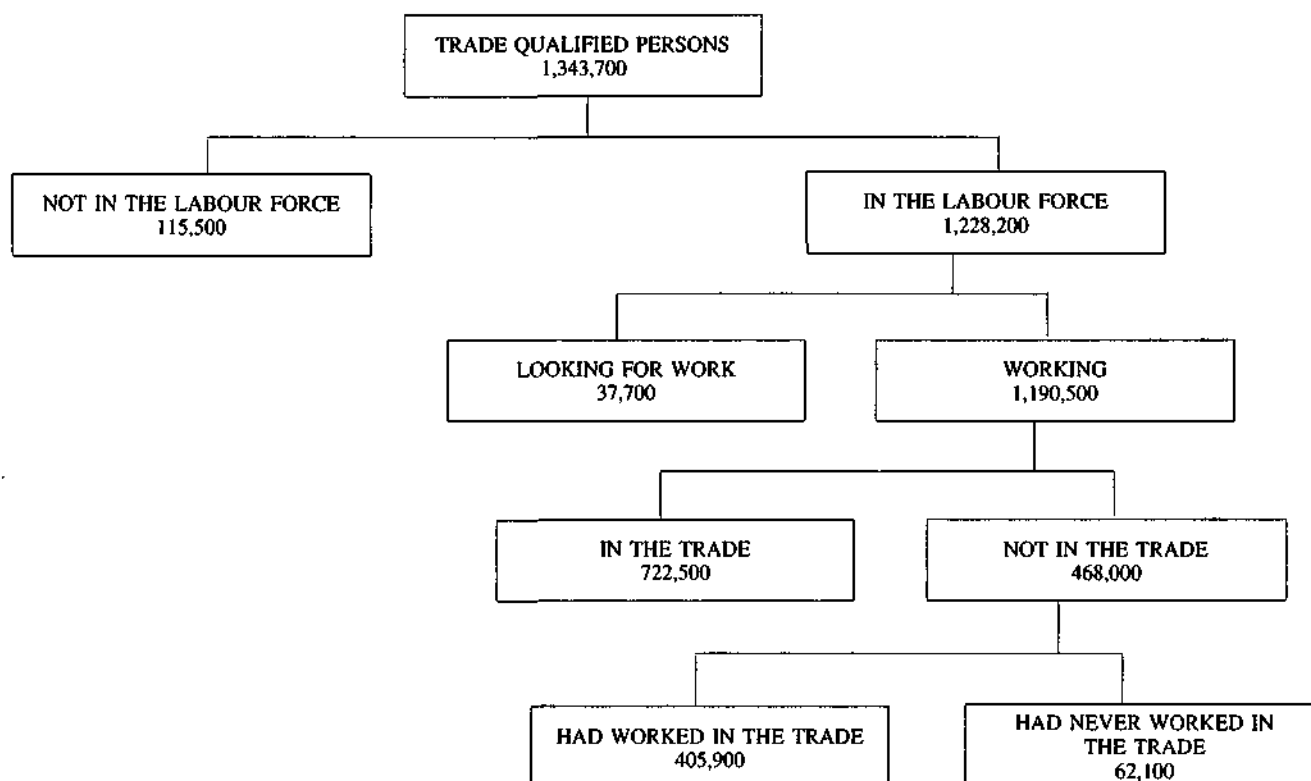 TRADE QUALIFIED PERSONS
1,343,700
NOT IN THE LABOUR FORCE
115,500
IN THE LABOUR FORCE
1,228,200
LOOKING FOR WORK
37,700
WORKING
1,190,500
IN THE TRADE
722,500
NOT IN THE TRADE
468,000
HAD WORKED IN THE TRADE
405,900
HAD NEVER WORKED IN
THE TRADE
62,100